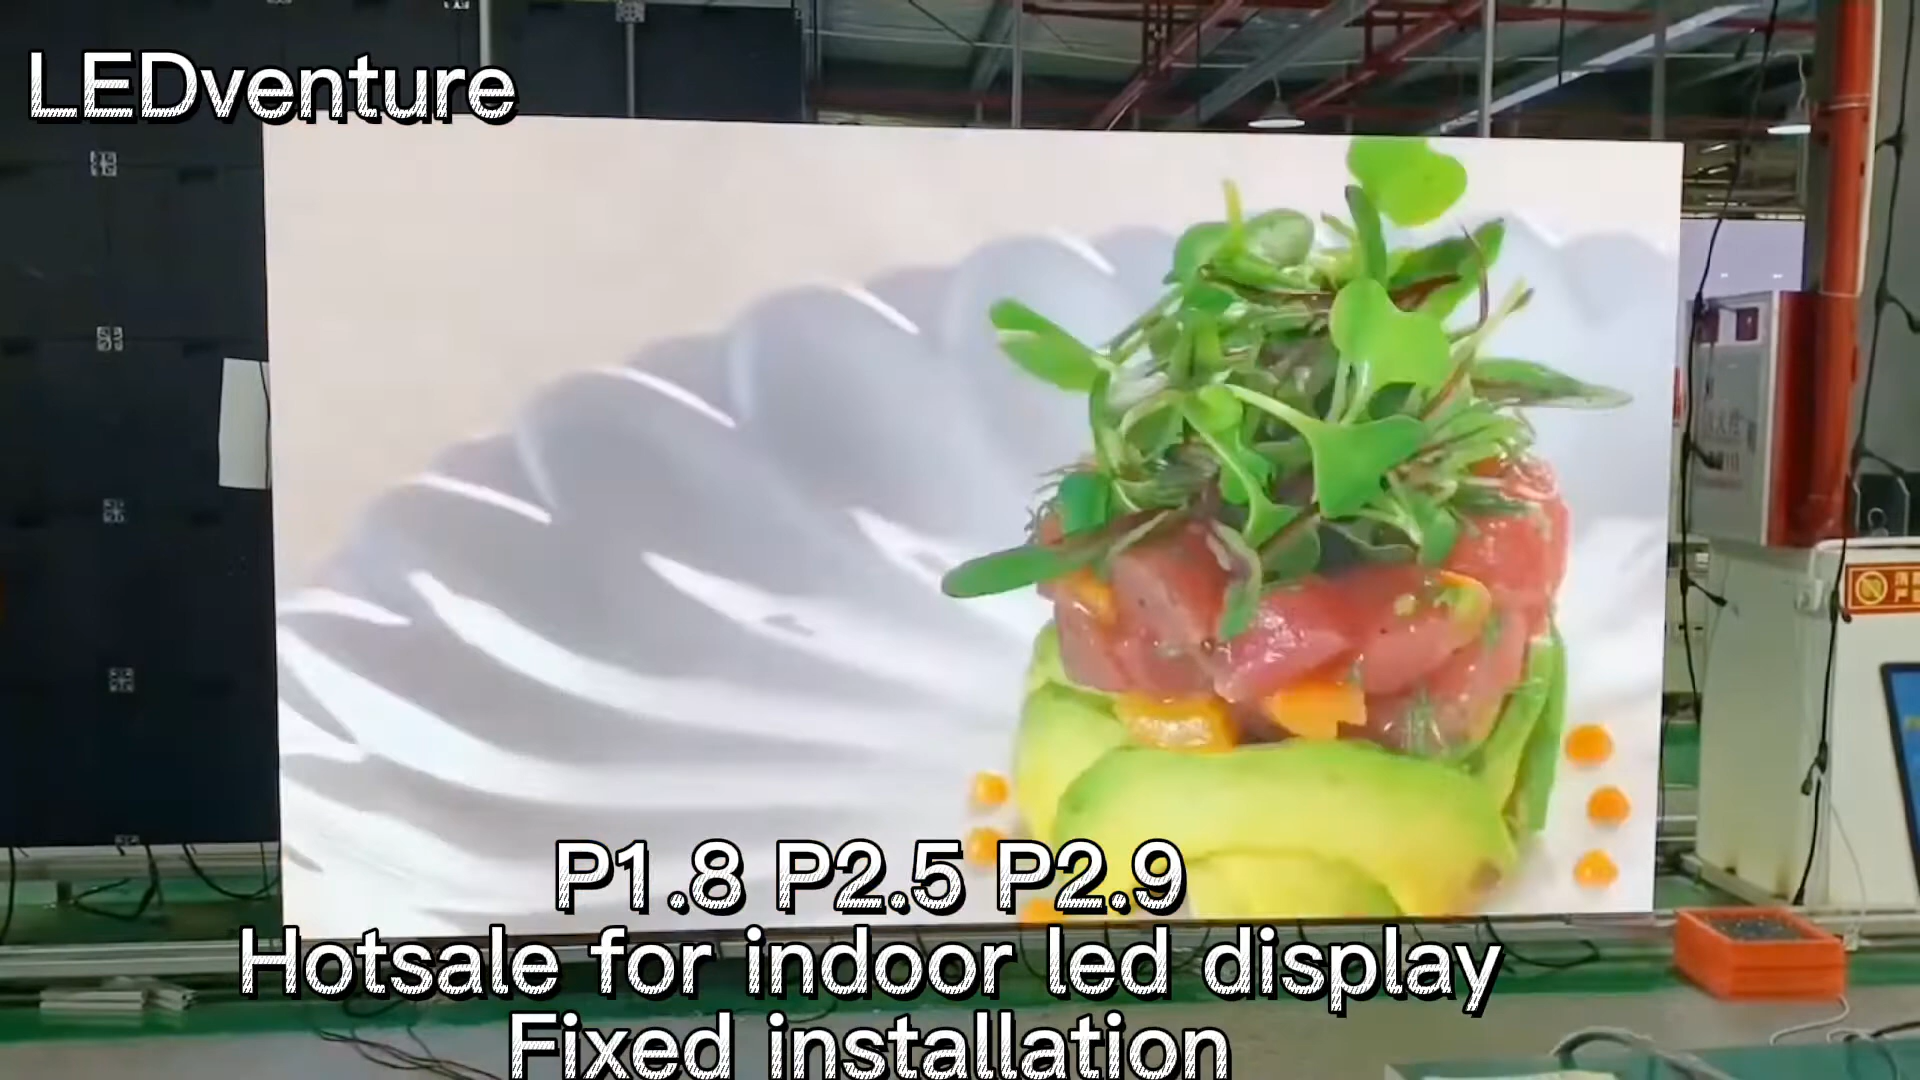 LEDventure
P1.8 P2.5 P2.9
Hotsale for indoor led display
Fixed installation